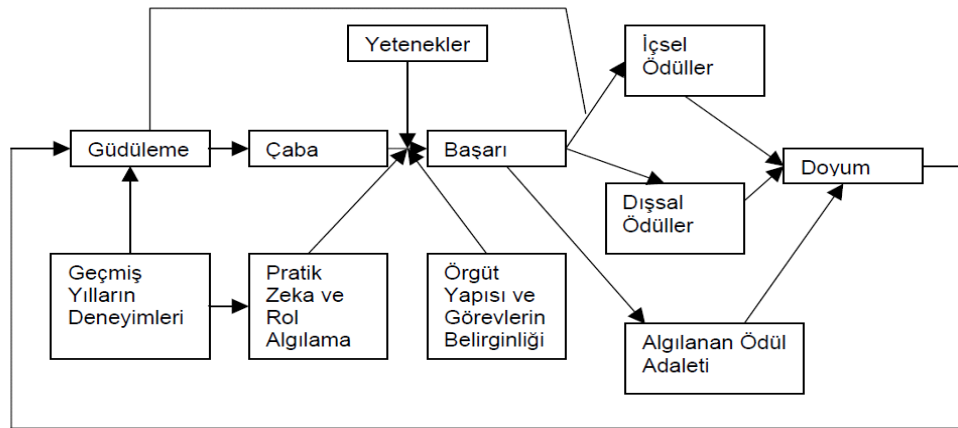 Yetenekler
İçsel
Ödüller
Güdüleme
Çaba
Başarı
Doyum
Dışsal
Ödüller
Geçmiş
Yılların
Deneyimleri
Pratik
Zeka ve
Rol
Algılama
Örgüt
Yapısı ve
Görevlerin
Belirginliği
Algılanan Ödül
Adaleti